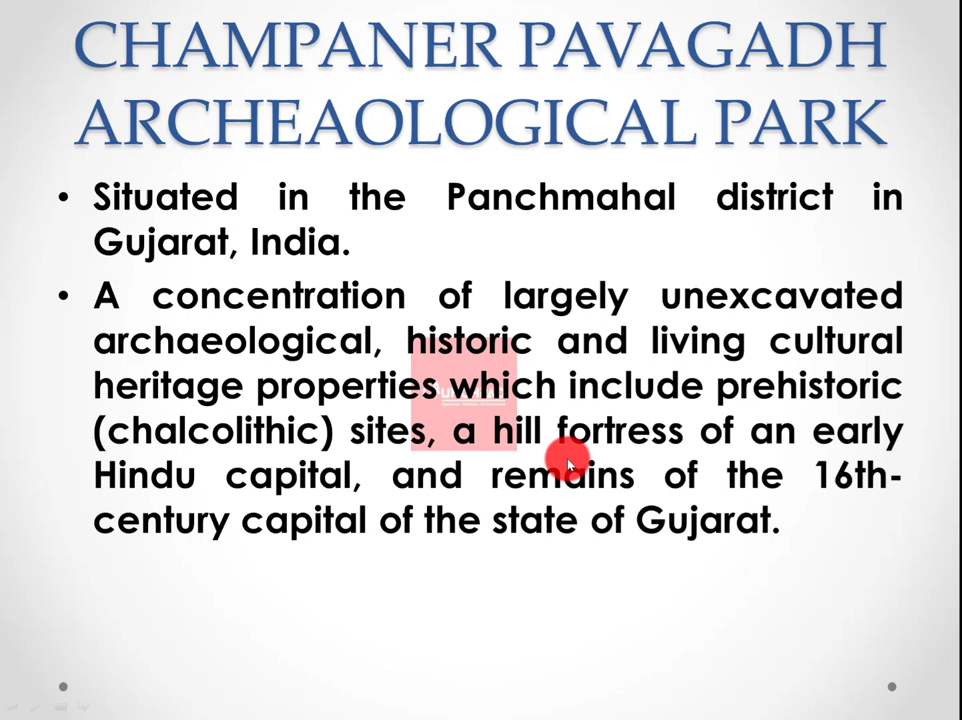 CHAMPANER PAVAGADH
ARCHEAOLOGICAL PARK
• Situated in the Panchmahal district in
Gujarat, India.
• A concentration of largely unexcavated
archaeological, historic and living cultural
heritage properties which include prehistoric
(chalcolithic) sites, a hill fortress of an early
Hindu capital, and remains of the 16th-
century capital of the state of Gujarat.